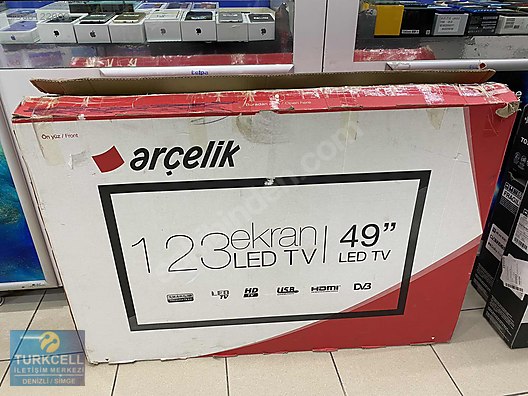 telpa
Ön yüz / Front
arçelik
123 ekran
LED TV
49"
LED TV
LED
TV
HD
USB
HDMI
DVB
TURKCELL
İLETİŞİM MERKEZİ
DENİZLİ / SİMGE